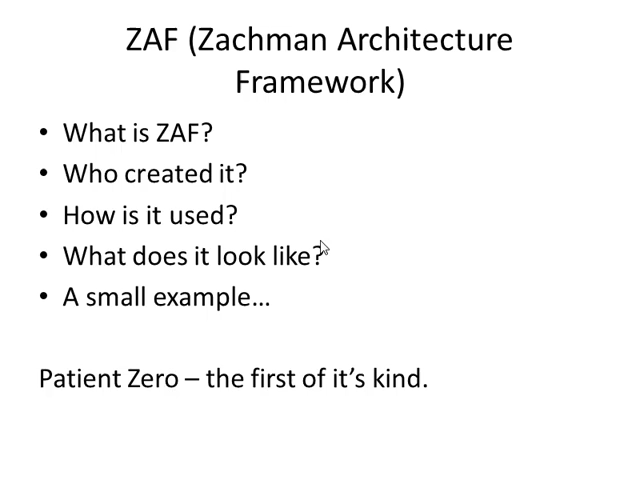 ZAF (Zachman Architecture
Framework)
• What is ZAF?
• Who created it?
• How is it used?
• What does it look like?
• A small example…
Patient Zero – the first of it’s kind.